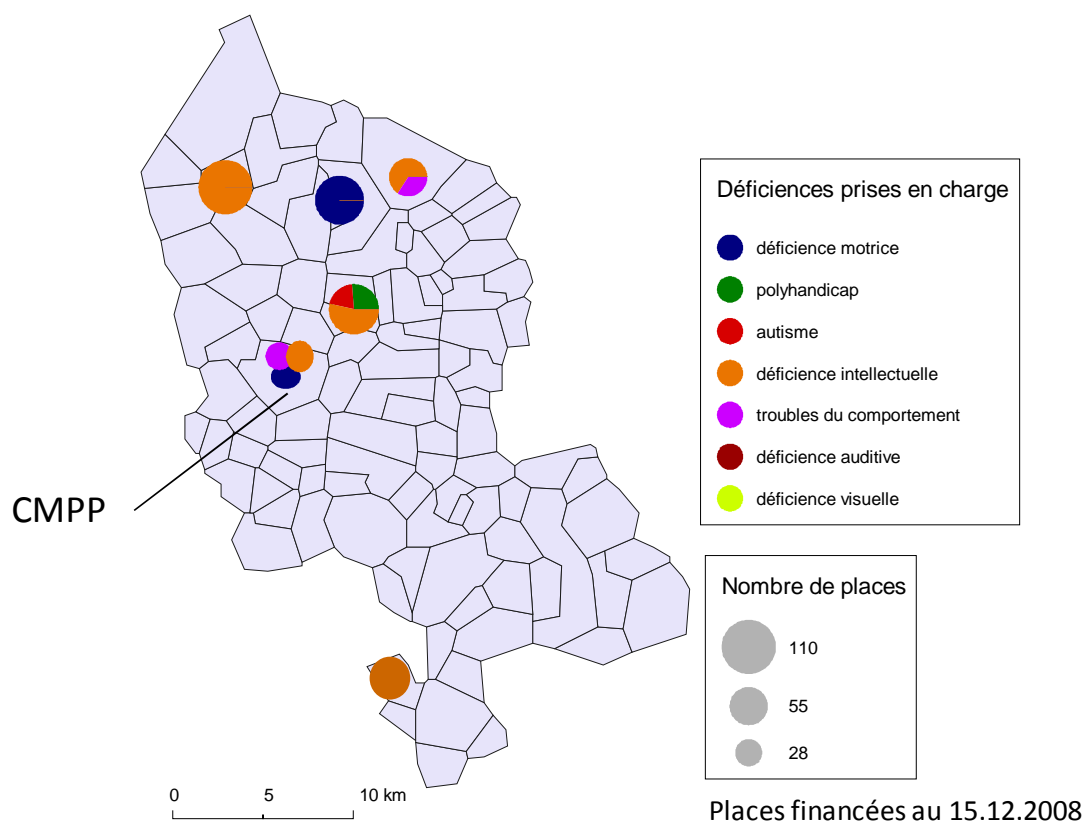 Déficiences prises en charge
déficience motrice
polyhandicap
autisme
déficience intellectuelle
troubles du comportement
déficience auditive
déficience visuelle
CMPP
Nombre de places
110
55
28
0 5 10 km
Places financées au 15.12.2008